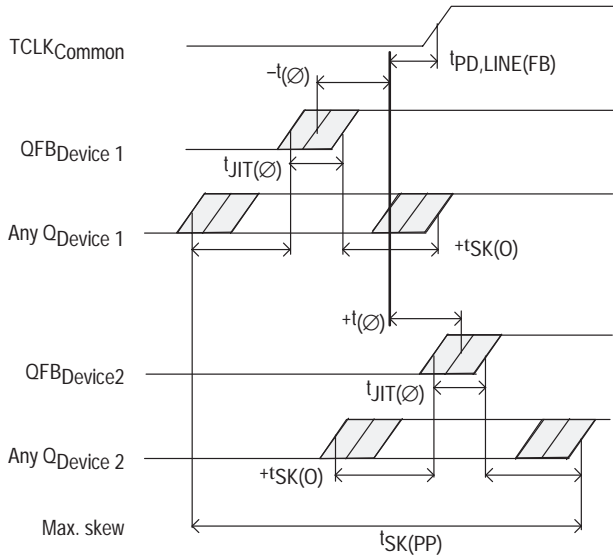 TCLKCommon
tPD,LINE(FB)
–t(∅)
QFBDevice 1
tJIT(∅)
Any QDevice 1
+tSK(O)
+t(∅)
QFBDevice2
tJIT(∅)
Any QDevice 2
+tSK(O)
Max. skew
tSK(PP)